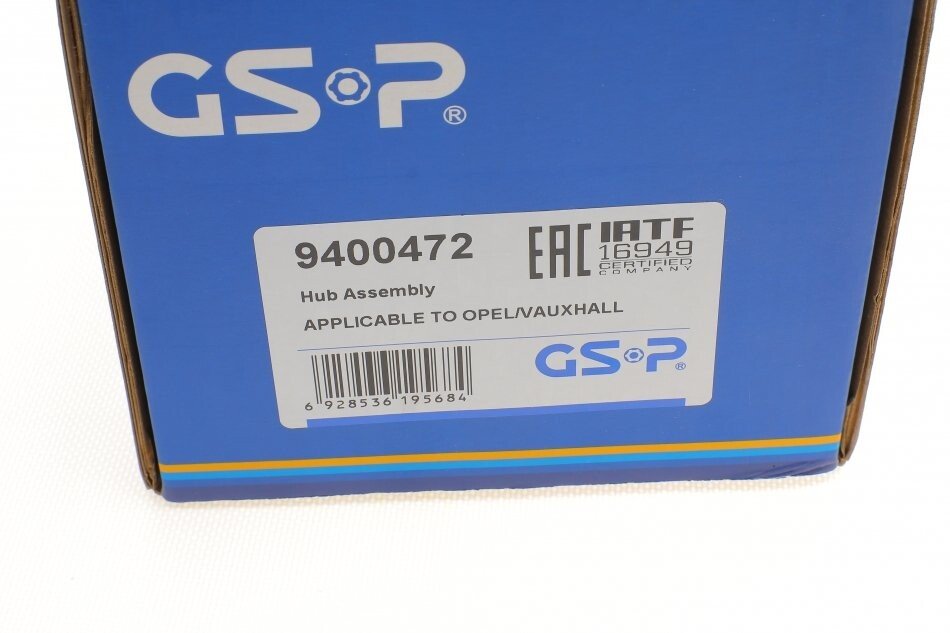 GSP®
9400472
EAC
IATF
16949
CERTIFIED
COMPANY
Hub Assembly
APPLICABLE TO OPEL/VAUXHALL
GSP®
6 928536 195684